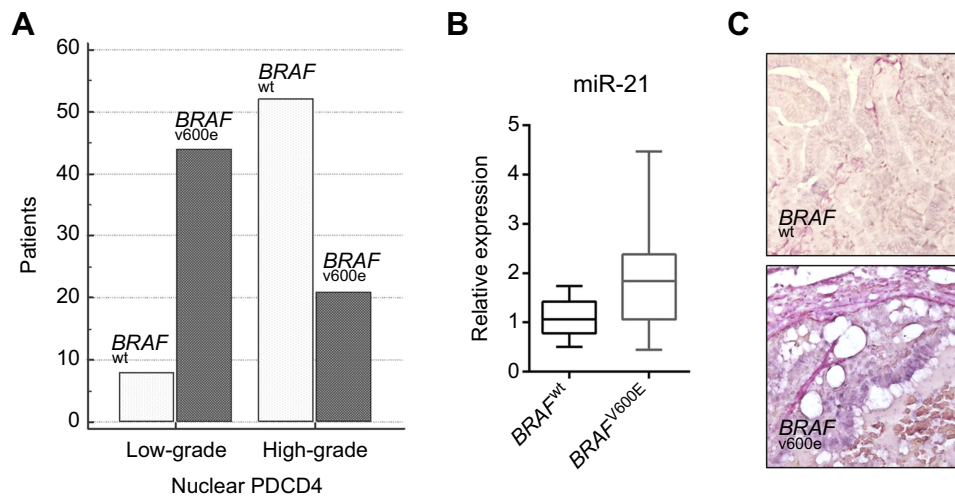 A
60
50
40
30
20
10
0
Patients
BRAF
wt
BRAF
v600e
BRAF
wt
BRAF
v600e
Low-grade
High-grade
Nuclear PDCD4
B
miR-21
5
4
3
2
1
0
Relative expression
BRAFwt
BRAFV600E
C
BRAF
wt
BRAF
v600e